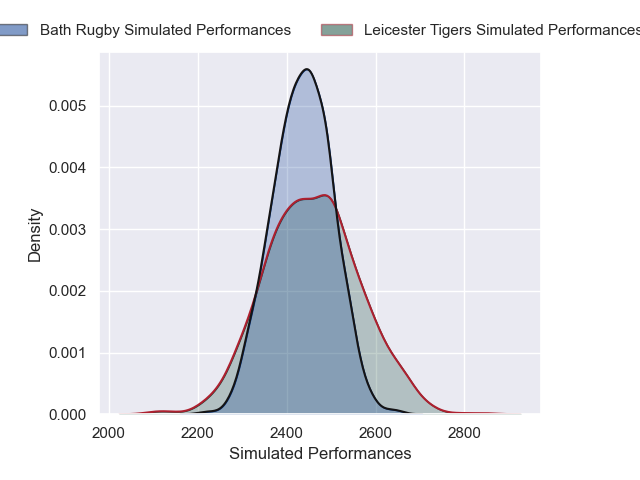 Bath Rugby Simulated Performances Leicester Tigers Simulated Performances
0.005
0.004
0.003
0.002
0.001
0.000
Density
2000 2200 2400 2600 2800
Simulated Performances